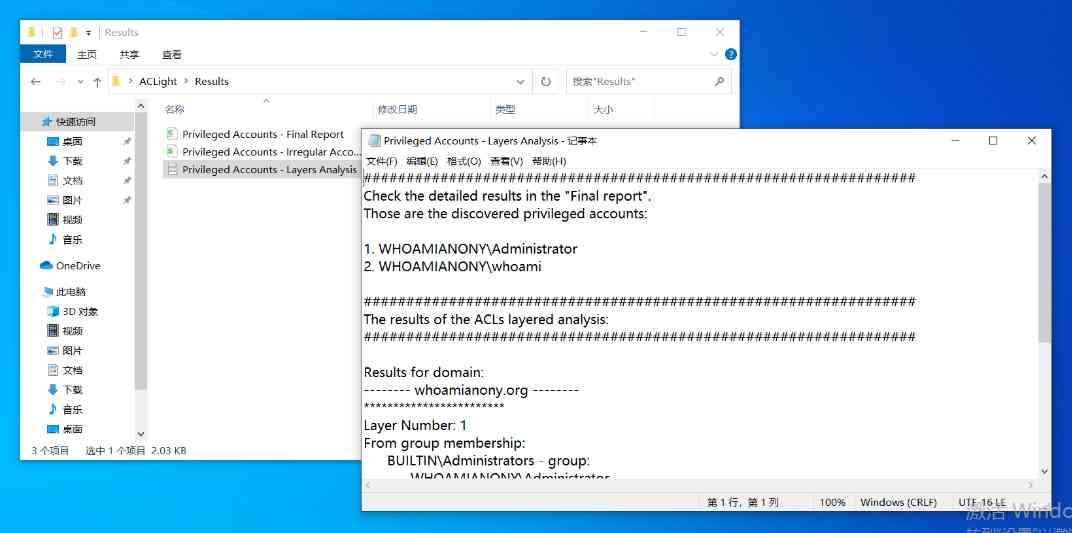 Results
文件 主页 共享 查看
ACLight Results 搜索"Results"
名称 修改日期 类型 大小
快速访问
桌面
下载
文档
图片
视频
音乐
OneDrive
此电脑
3D 对象
视频
图片
文档
下载
音乐
桌面
Privileged Accounts - Final Report
Privileged Accounts - Irregular Acco...
Privileged Accounts - Layers Analysis
3 个项目 选中 1 个项目 2.03 KB
Privileged Accounts - Layers Analysis - 记事本
文件(F) 编辑(E) 格式(O) 查看(V) 帮助(H)
##################################################################
Check the detailed results in the "Final report".
Those are the discovered privileged accounts:
1. WHOAMIANONY\Administrator
2. WHOAMIANONY\whoami
##################################################################
The results of the ACLs layered analysis:
##################################################################
Results for domain:
-------- whoamianony.org --------
************************
Layer Number: 1
From group membership:
BUILTIN\Administrators - group:
WHOAMIANONY\Administrator
第 1 行，第 1 列 100% Windows (CRLF) UTF-16 LE
激活 Windo